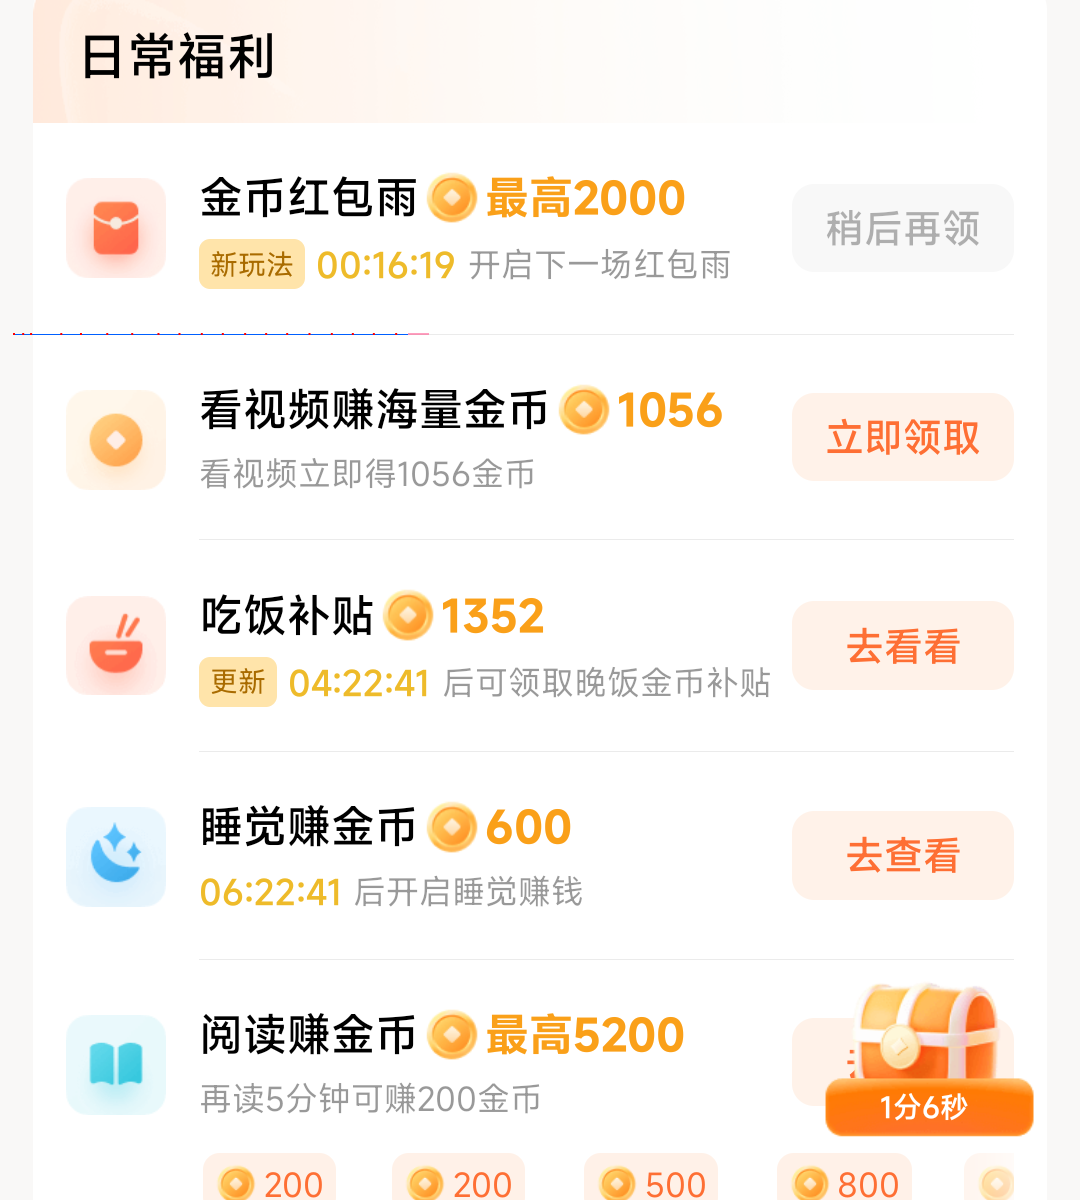 日常福利
金币红包雨 最高2000
稍后再领
新玩法 00:16:19 开启下一场红包雨
看视频赚海量金币 1056
立即领取
看视频立即得1056金币
吃饭补贴 1352
去看看
更新 04:22:41 后可领取晚饭金币补贴
睡觉赚金币 600
去查看
06:22:41 后开启睡觉赚钱
阅读赚金币 最高5200
再读5分钟可赚200金币
1分6秒
200 200 500 800